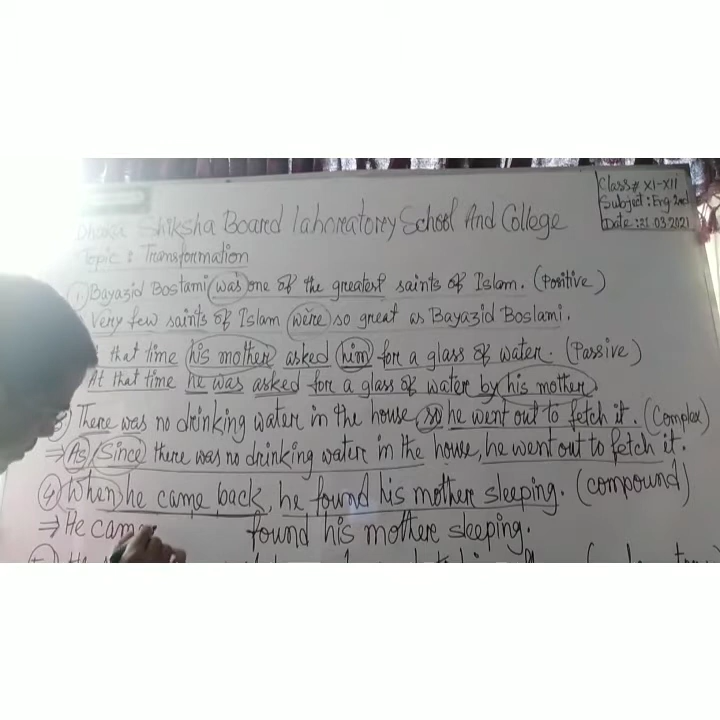 Class# XI-XII
Subject: Eng 2nd
Date: 21.03.2021
Dhaka Shiksha Board Laboratory School And College
Topic: Transformation
1. Bayazid Bostami was one of the greatest saints of Islam. (Positive)
Very few saints of Islam were so great as Bayazid Bostami.
that time his mother asked him for a glass of water. (Passive)
At that time he was asked for a glass of water by his mother
3) There was no drinking water in the house, so he went out to fetch it. (Complex)
⇒ As/Since there was no drinking water in the house, he went out to fetch it.
4) When he came back, he found his mother sleeping. (compound)
⇒ He came found his mother sleeping.